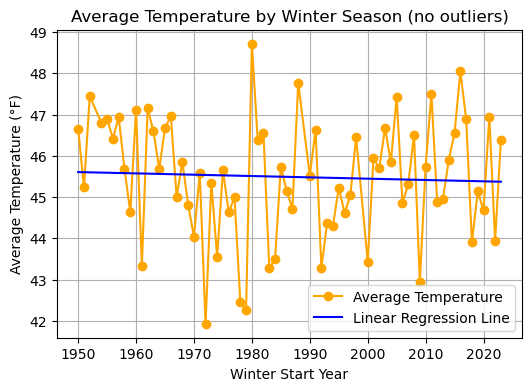 Average Temperature by Winter Season (no outliers)
49
48
47
46
45
44
43
42
Average Temperature (°F)
Average Temperature
Linear Regression Line
1950 1960 1970 1980 1990 2000 2010 2020
Winter Start Year